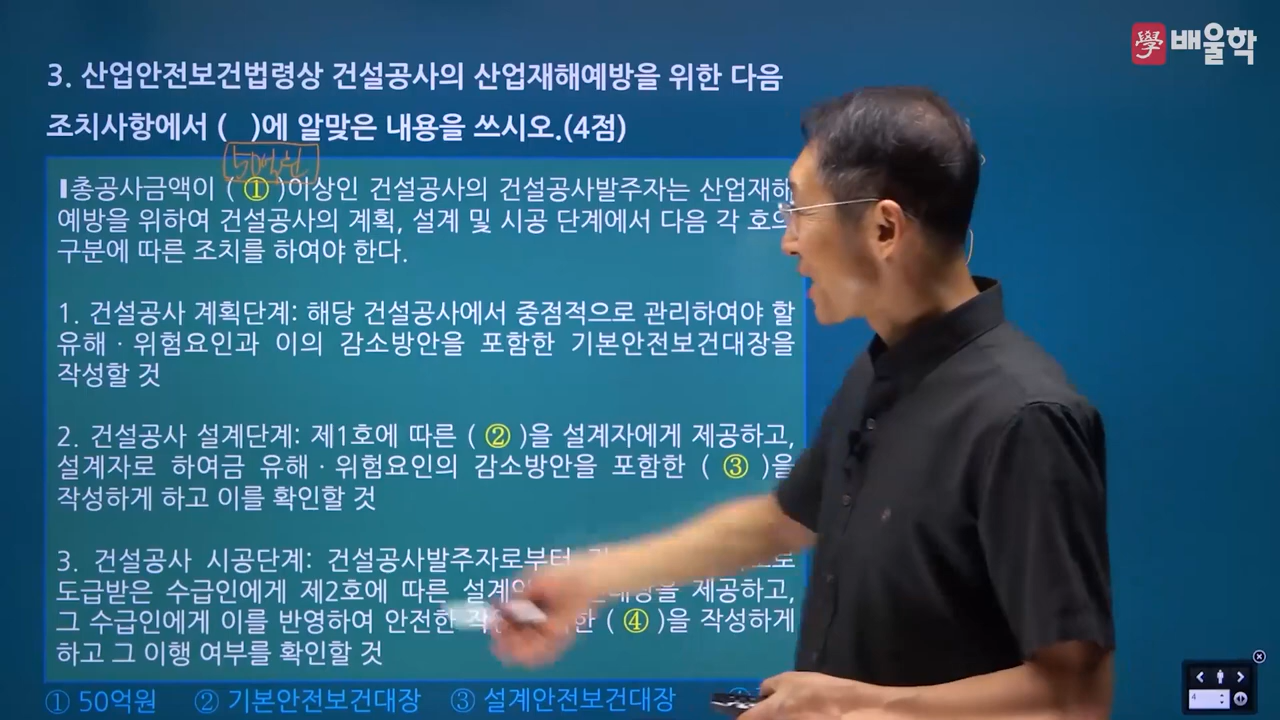 學 배울학
3. 산업안전보건법령상 건설공사의 산업재해예방을 위한 다음
조치사항에서 ( )에 알맞은 내용을 쓰시오.(4점)
50억원
총공사금액이 ( ① )이상인 건설공사의 건설공사발주자는 산업재해
예방을 위하여 건설공사의 계획, 설계 및 시공 단계에서 다음 각 호의
구분에 따른 조치를 하여야 한다.
1. 건설공사 계획단계: 해당 건설공사에서 중점적으로 관리하여야 할
유해 · 위험요인과 이의 감소방안을 포함한 기본안전보건대장을
작성할 것
2. 건설공사 설계단계: 제1호에 따른 ( ② )을 설계자에게 제공하고,
설계자로 하여금 유해 · 위험요인의 감소방안을 포함한 ( ③ )을
작성하게 하고 이를 확인할 것
3. 건설공사 시공단계: 건설공사발주자로부터
도급받은 수급인에게 제2호에 따른 제공하고,
그 수급인에게 이를 반영하여 안전한 ( ④ )을 작성하게
하고 그 이행 여부를 확인할 것
① 50억원 ② 기본안전보건대장 ③ 설계안전보건대장
4